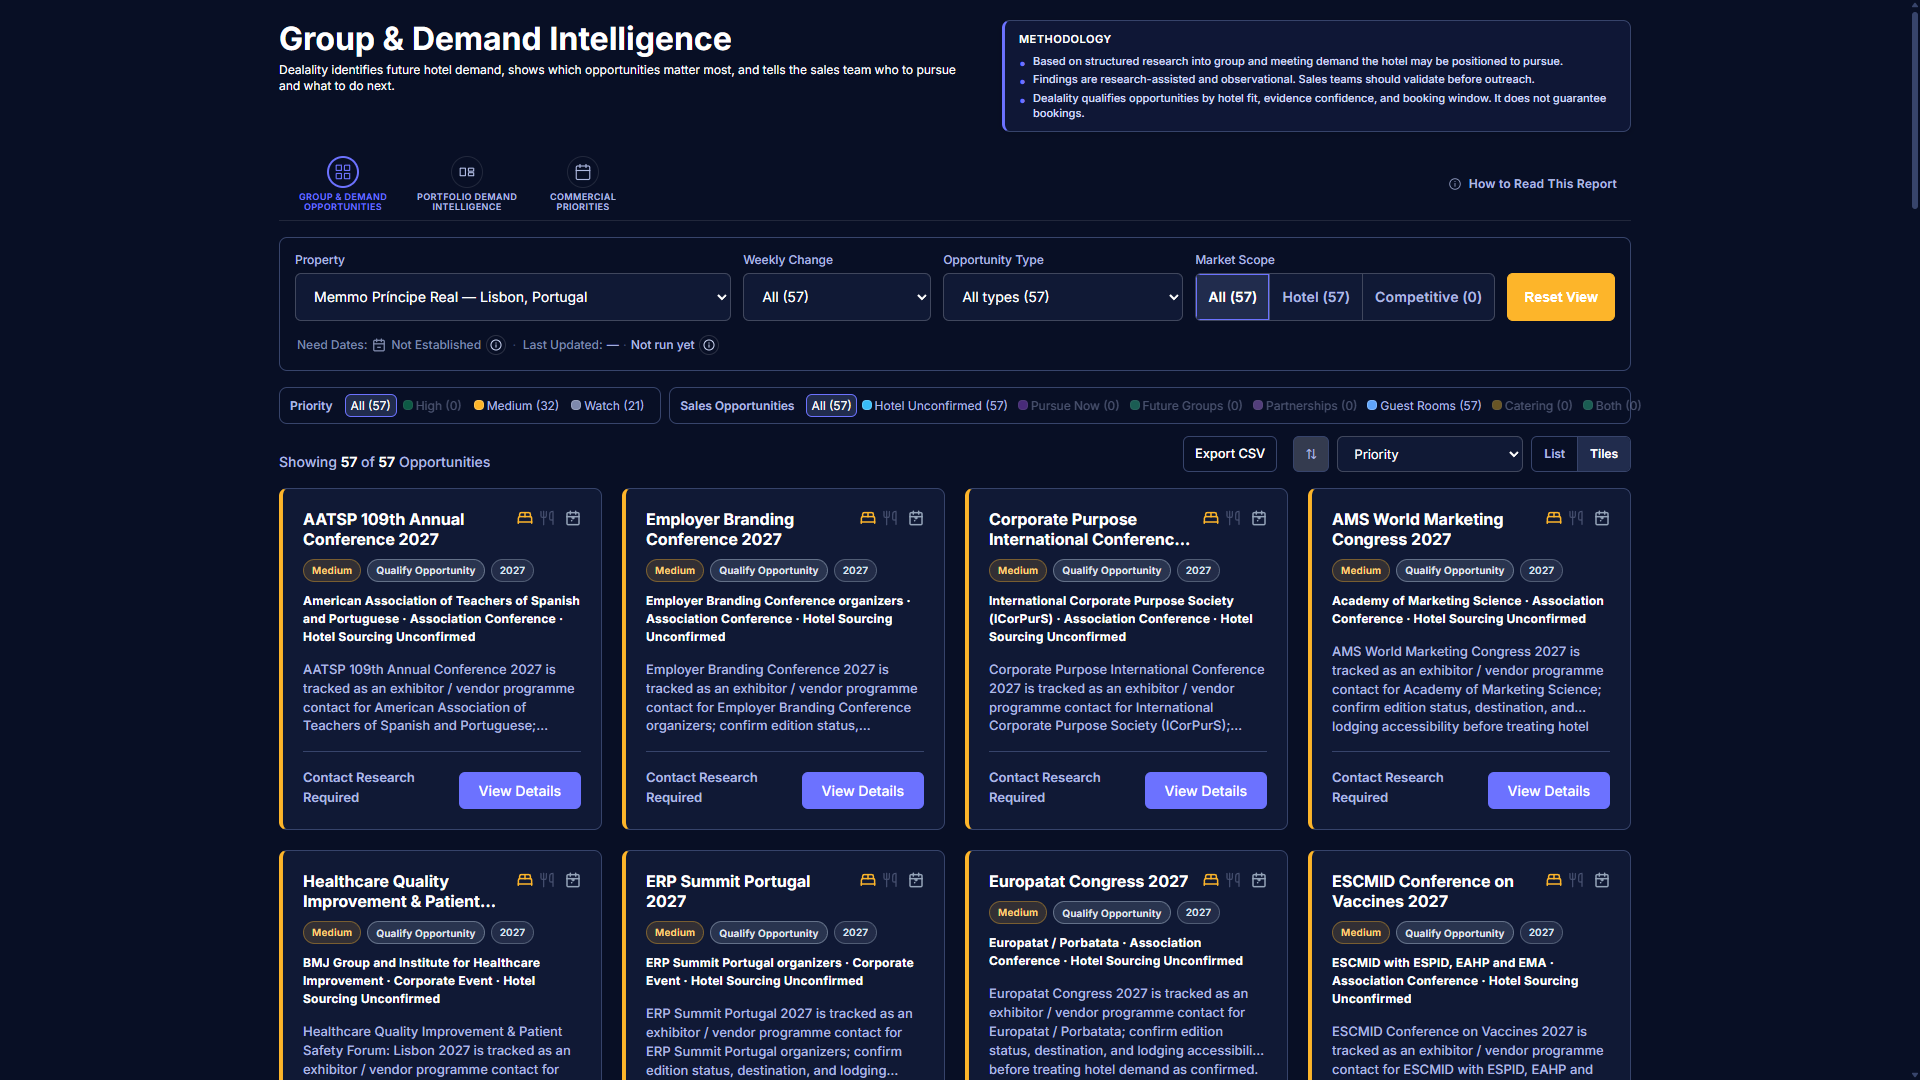 Group & Demand Intelligence
Dealality identifies future hotel demand, shows which opportunities matter most, and tells the sales team who to pursue
and what to do next.
METHODOLOGY
Based on structured research into group and meeting demand the hotel may be positioned to pursue.
Findings are research-assisted and observational. Sales teams should validate before outreach.
Dealality qualifies opportunities by hotel fit, evidence confidence, and booking window. It does not guarantee
bookings.
GROUP & DEMAND
OPPORTUNITIES
PORTFOLIO DEMAND
INTELLIGENCE
COMMERCIAL
PRIORITIES
How to Read This Report
Property
Weekly Change
Opportunity Type
Market Scope
Memmo Príncipe Real — Lisbon, Portugal
All (57)
All types (57)
All (57)
Hotel (57)
Competitive (0)
Reset View
Need Dates: Not Established · Last Updated: — · Not run yet
Priority All (57) High (0) Medium (32) Watch (21)
Sales Opportunities All (57) Hotel Unconfirmed (57) Pursue Now (0) Future Groups (0) Partnerships (0) Guest Rooms (57) Catering (0) Both (0)
Showing 57 of 57 Opportunities
Export CSV
Priority
List
Tiles
AATSP 109th Annual
Conference 2027
Medium
Qualify Opportunity
2027
American Association of Teachers of Spanish
and Portuguese · Association Conference ·
Hotel Sourcing Unconfirmed
AATSP 109th Annual Conference 2027 is
tracked as an exhibitor / vendor programme
contact for American Association of
Teachers of Spanish and Portuguese;...
Contact Research
Required
View Details
Employer Branding
Conference 2027
Medium
Qualify Opportunity
2027
Employer Branding Conference organizers ·
Association Conference · Hotel Sourcing
Unconfirmed
Employer Branding Conference 2027 is
tracked as an exhibitor / vendor programme
contact for Employer Branding Conference
organizers; confirm edition status,...
Contact Research
Required
View Details
Corporate Purpose
International Conferenc...
Medium
Qualify Opportunity
2027
International Corporate Purpose Society
(ICorPurS) · Association Conference · Hotel
Sourcing Unconfirmed
Corporate Purpose International Conference
2027 is tracked as an exhibitor / vendor
programme contact for International
Corporate Purpose Society (ICorPurS);...
Contact Research
Required
View Details
AMS World Marketing
Congress 2027
Medium
Qualify Opportunity
2027
Academy of Marketing Science · Association
Conference · Hotel Sourcing Unconfirmed
AMS World Marketing Congress 2027 is
tracked as an exhibitor / vendor programme
contact for Academy of Marketing Science;
confirm edition status, destination, and...
lodging accessibility before treating hotel
Contact Research
Required
View Details
Healthcare Quality
Improvement & Patient...
Medium
Qualify Opportunity
2027
BMJ Group and Institute for Healthcare
Improvement · Corporate Event · Hotel
Sourcing Unconfirmed
Healthcare Quality Improvement & Patient
Safety Forum: Lisbon 2027 is tracked as an
exhibitor / vendor programme contact for
ERP Summit Portugal
2027
Medium
Qualify Opportunity
2027
ERP Summit Portugal organizers · Corporate
Event · Hotel Sourcing Unconfirmed
ERP Summit Portugal 2027 is tracked as an
exhibitor / vendor programme contact for
ERP Summit Portugal organizers; confirm
edition status, destination, and lodging...
Europatat Congress 2027
Medium
Qualify Opportunity
2027
Europatat / Porbatata · Association
Conference · Hotel Sourcing Unconfirmed
Europatat Congress 2027 is tracked as an
exhibitor / vendor programme contact for
Europatat / Porbatata; confirm edition
status, destination, and lodging accessibili...
before treating hotel demand as confirmed.
ESCMID Conference on
Vaccines 2027
Medium
Qualify Opportunity
2027
ESCMID with ESPID, EAHP and EMA ·
Association Conference · Hotel Sourcing
Unconfirmed
ESCMID Conference on Vaccines 2027 is
tracked as an exhibitor / vendor programme
contact for ESCMID with ESPID, EAHP and